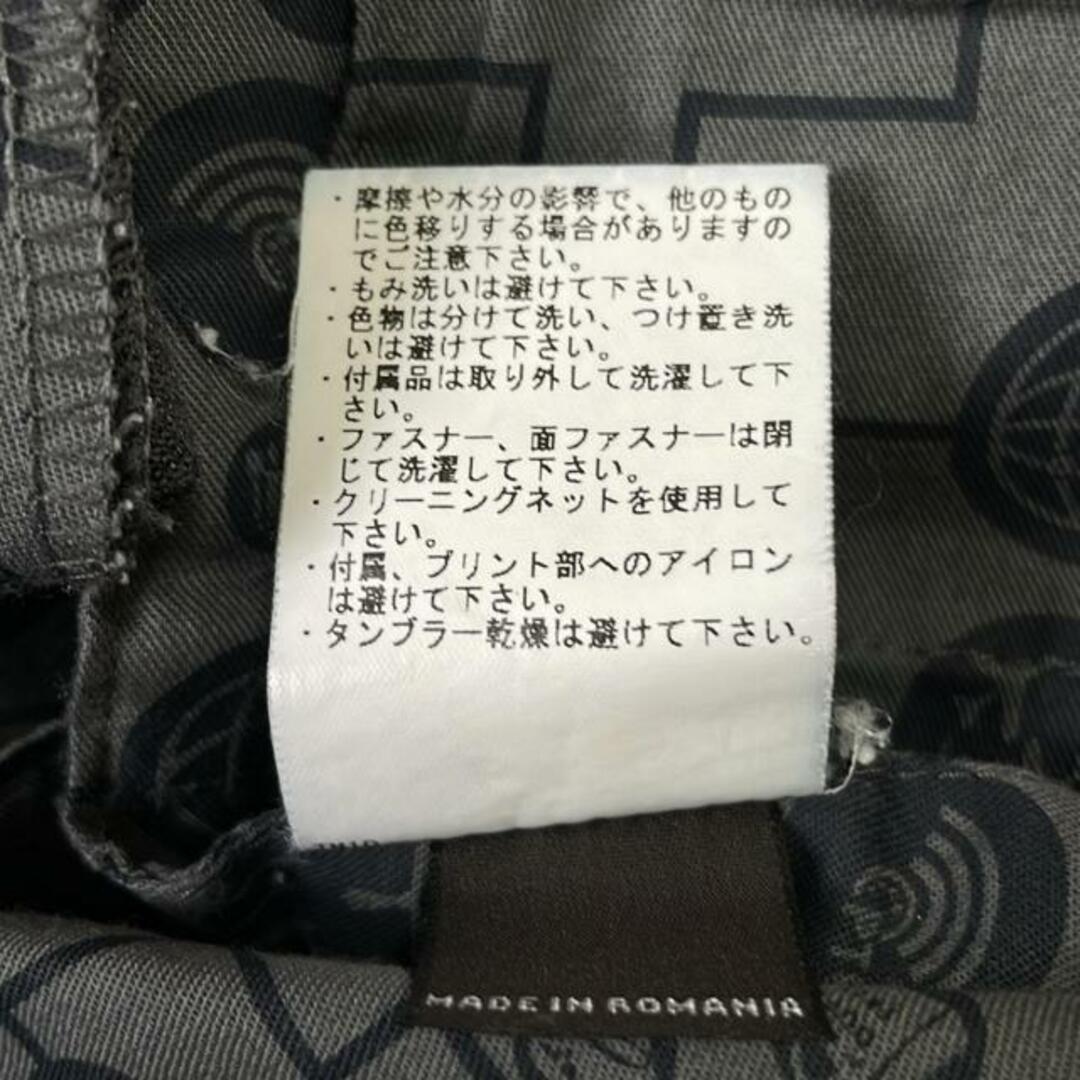 ・摩擦や水分の影響で、他のもの
に色移りする場合がありますの
でご注意下さい。
・もみ洗いは避けて下さい。
・色物は分けて洗い、つけ置き洗
いは避けて下さい。
・付属品は取り外して洗濯して下
さい。
・ファスナー、面ファスナーは閉
じて洗濯して下さい。
・クリーニングネットを使用して
下さい。
・付属、プリント部へのアイロン
は避けて下さい。
・タンブラー乾燥は避けて下さい。
MADE IN ROMANIA